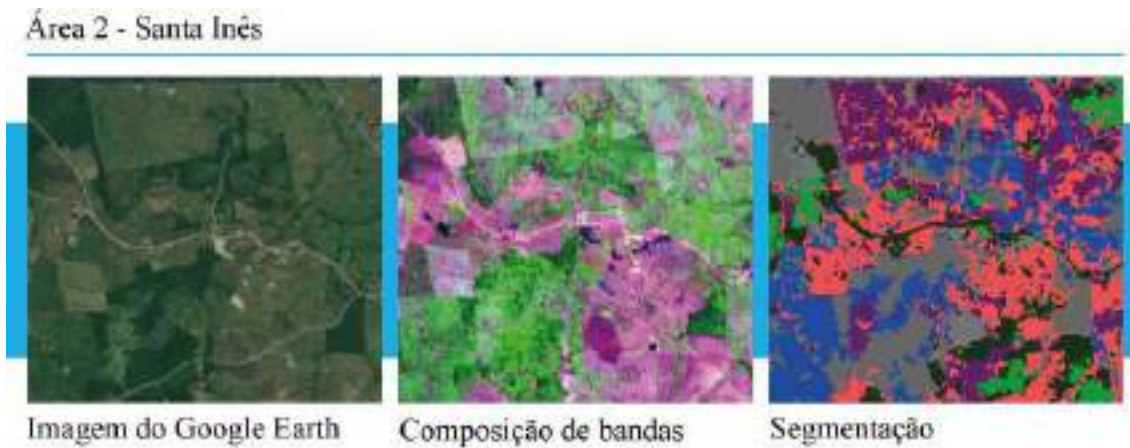 Área 2 - Santa Inês
Imagem do Google Earth
Composição de bandas
Segmentação